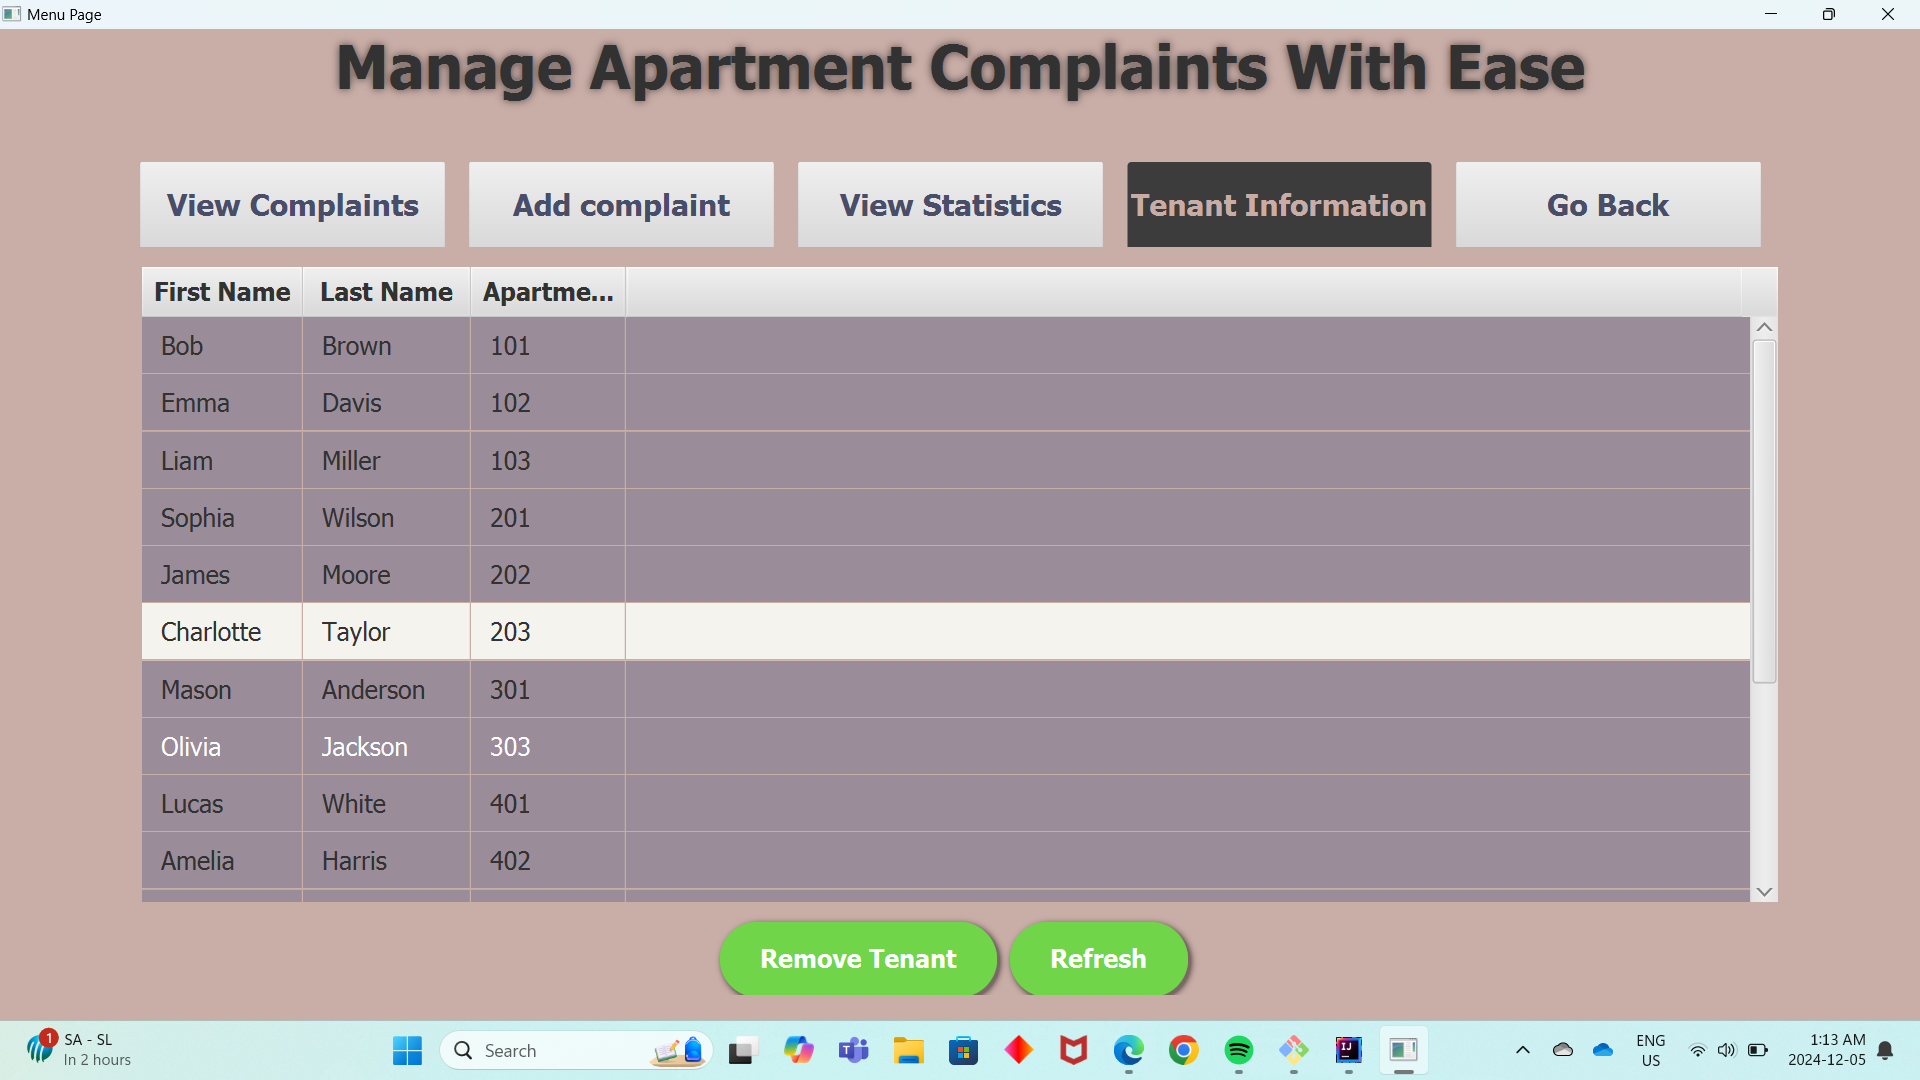 Menu Page
Manage Apartment Complaints With Ease
View Complaints Add complaint View Statistics Tenant Information Go Back
First Name Last Name Apartme...
Bob Brown 101
Emma Davis 102
Liam Miller 103
Sophia Wilson 201
James Moore 202
Charlotte Taylor 203
Mason Anderson 301
Olivia Jackson 303
Lucas White 401
Amelia Harris 402
Remove Tenant Refresh
1 SA - SL
In 2 hours
Search
T
IJ
ENG
US
1:13 AM
2024-12-05